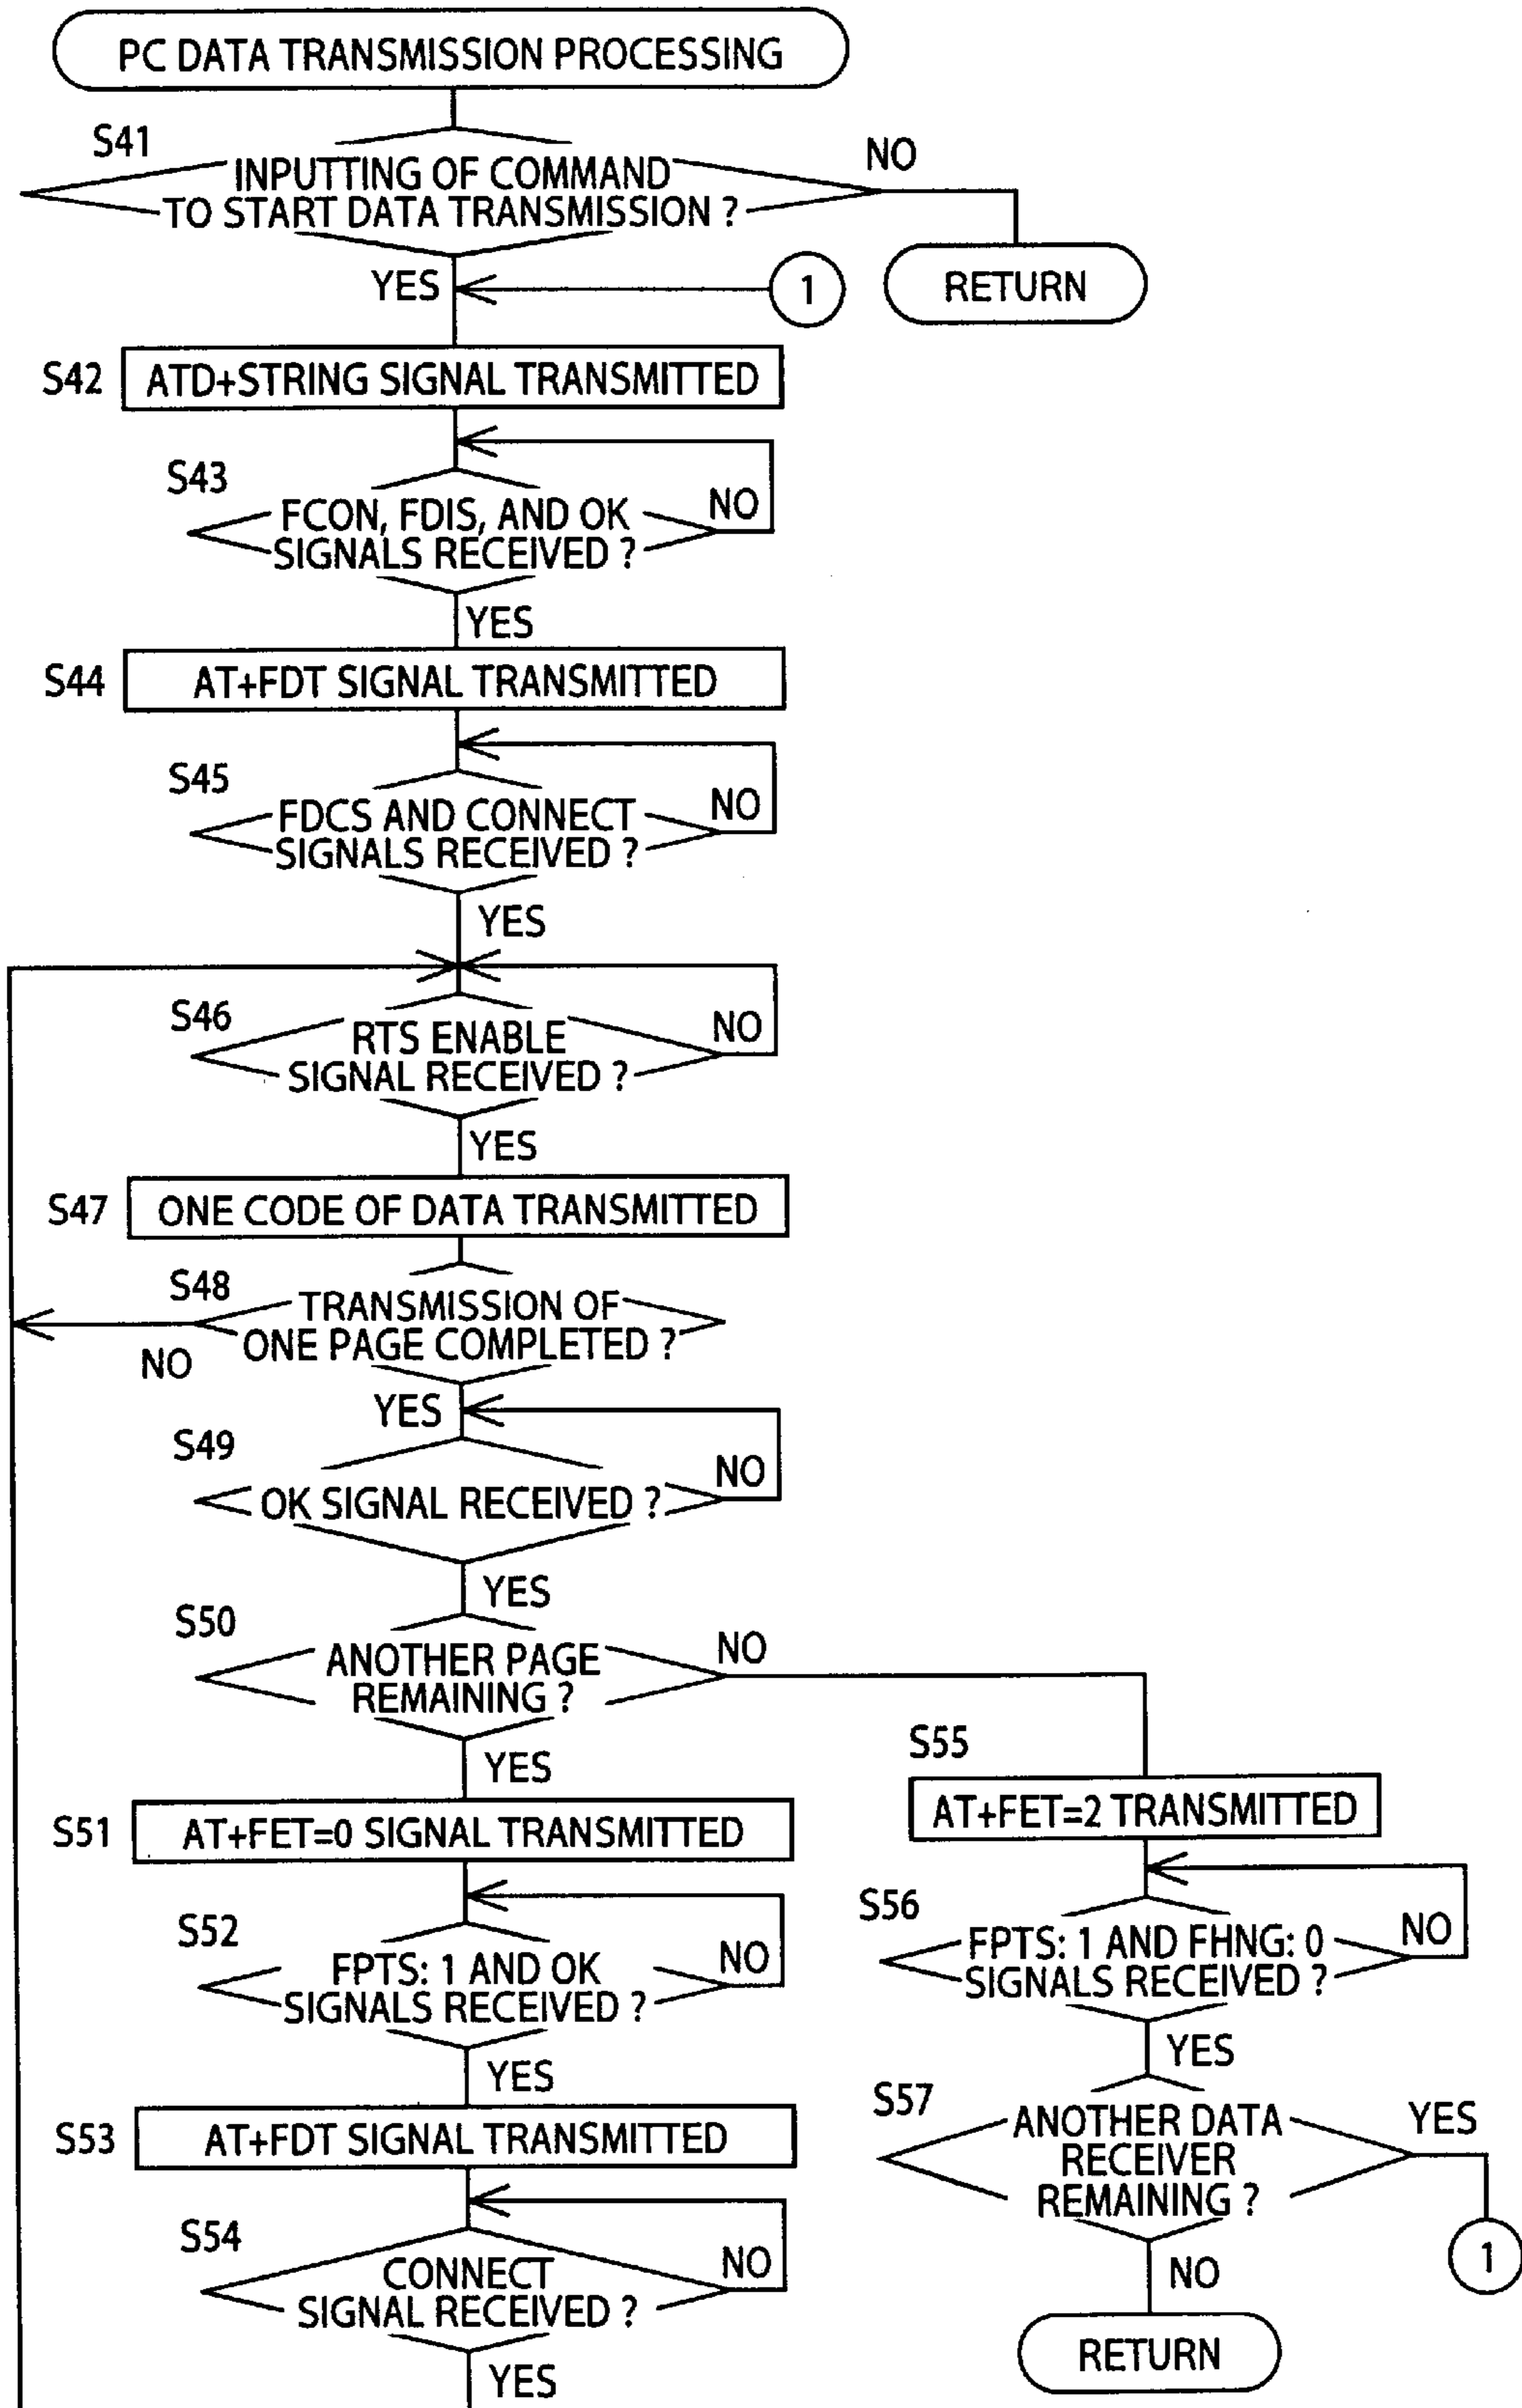 PC DATA TRANSMISSION PROCESSING
S41
INPUTTING OF COMMAND
TO START DATA TRANSMISSION ?
NO
YES
1
RETURN
S42
ATD+STRING SIGNAL TRANSMITTED
S43
FCON, FDIS, AND OK
SIGNALS RECEIVED ?
NO
YES
S44
AT+FDT SIGNAL TRANSMITTED
S45
FDCS AND CONNECT
SIGNALS RECEIVED ?
NO
YES
S46
RTS ENABLE
SIGNAL RECEIVED ?
NO
YES
S47
ONE CODE OF DATA TRANSMITTED
S48
TRANSMISSION OF
ONE PAGE COMPLETED ?
NO
YES
S49
OK SIGNAL RECEIVED ?
NO
YES
S50
ANOTHER PAGE
REMAINING ?
NO
YES
S51
AT+FET=0 SIGNAL TRANSMITTED
S52
FPTS: 1 AND OK
SIGNALS RECEIVED ?
NO
YES
S53
AT+FDT SIGNAL TRANSMITTED
S54
CONNECT
SIGNAL RECEIVED ?
NO
YES
S55
AT+FET=2 TRANSMITTED
S56
FPTS: 1 AND FHNG: 0
SIGNALS RECEIVED ?
NO
YES
S57
ANOTHER DATA
RECEIVER
REMAINING ?
YES
1
NO
RETURN